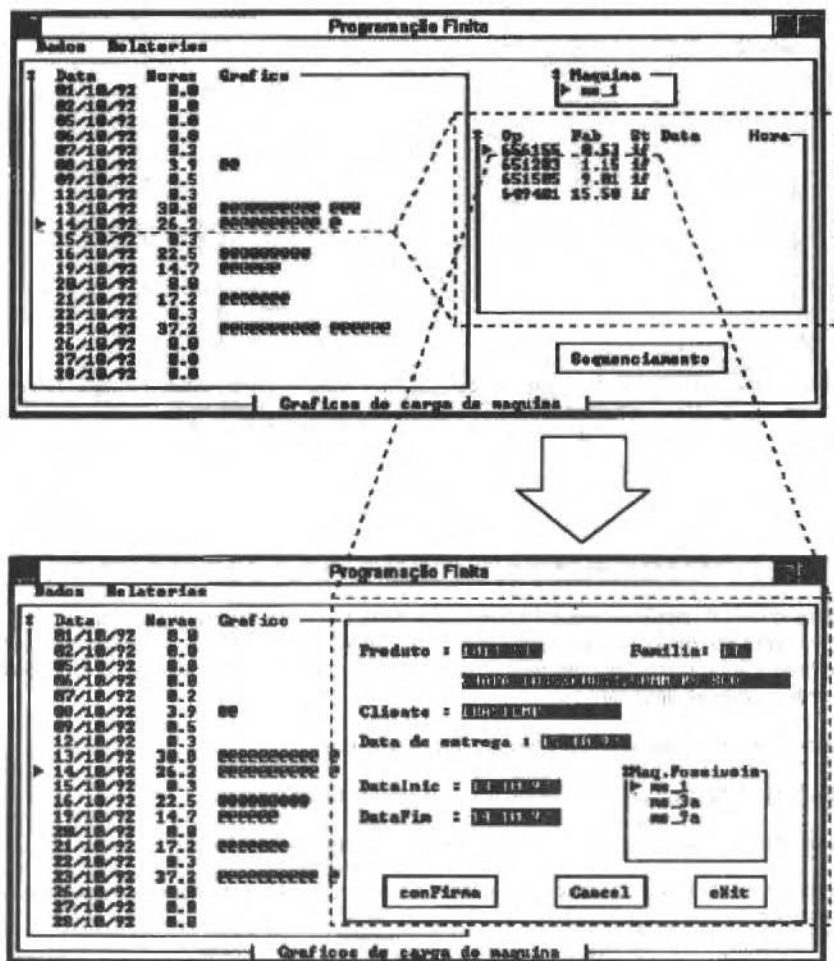 Programação Finita
Dados Relatorios
Data Horas Grafico
01/10/92 0.0
02/10/92 0.0
05/10/92 0.0
06/10/92 0.0
07/10/92 0.3
08/10/92 3.9 @@
09/10/92 0.5
12/10/92 0.3
13/10/92 30.8 @@@@@@@@@@ @@@
14/10/92 26.2 @@@@@@@@@@ @
15/10/92 0.3
16/10/92 22.5 @@@@@@@@@
19/10/92 14.7 @@@@@@
20/10/92 0.0
21/10/92 17.2 @@@@@@@
22/10/92 0.3
23/10/92 37.2 @@@@@@@@@@ @@@@@@
26/10/92 0.0
27/10/92 0.0
28/10/92 0.0
Maquina
ms_1
Op Fab St Data Hora
656155 0.53 if
651203 1.15 if
651505 9.01 if
15.50 if
Sequenciamento
Graficos de carga de maquina
Programação Finita
Dados Relatorios
Data Horas Grafico
01/10/92 0.0
02/10/92 0.0
05/10/92 0.0
06/10/92 0.0
07/10/92 0.2
08/10/92 3.9 @@
09/10/92 0.5
12/10/92 0.3
13/10/92 30.8 @@@@@@@@@@ @
14/10/92 26.2 @@@@@@@@@@ @
15/10/92 0.3
16/10/92 22.5 @@@@@@@@@
19/10/92 14.7 @@@@@@
20/10/92 0.0
21/10/92 17.2 @@@@@@@
22/10/92 0.3
23/10/92 37.2 @@@@@@@@@@ @
26/10/92 0.0
27/10/92 0.0
28/10/92 0.0
Produto : Familia:
Cliente :
Data de entrega :
DataInic :
DataFim :
Maq.Possiveis
ms_1
ms_3a
ms_7a
conFirma Cancel eXit
Graficos de carga de maquina